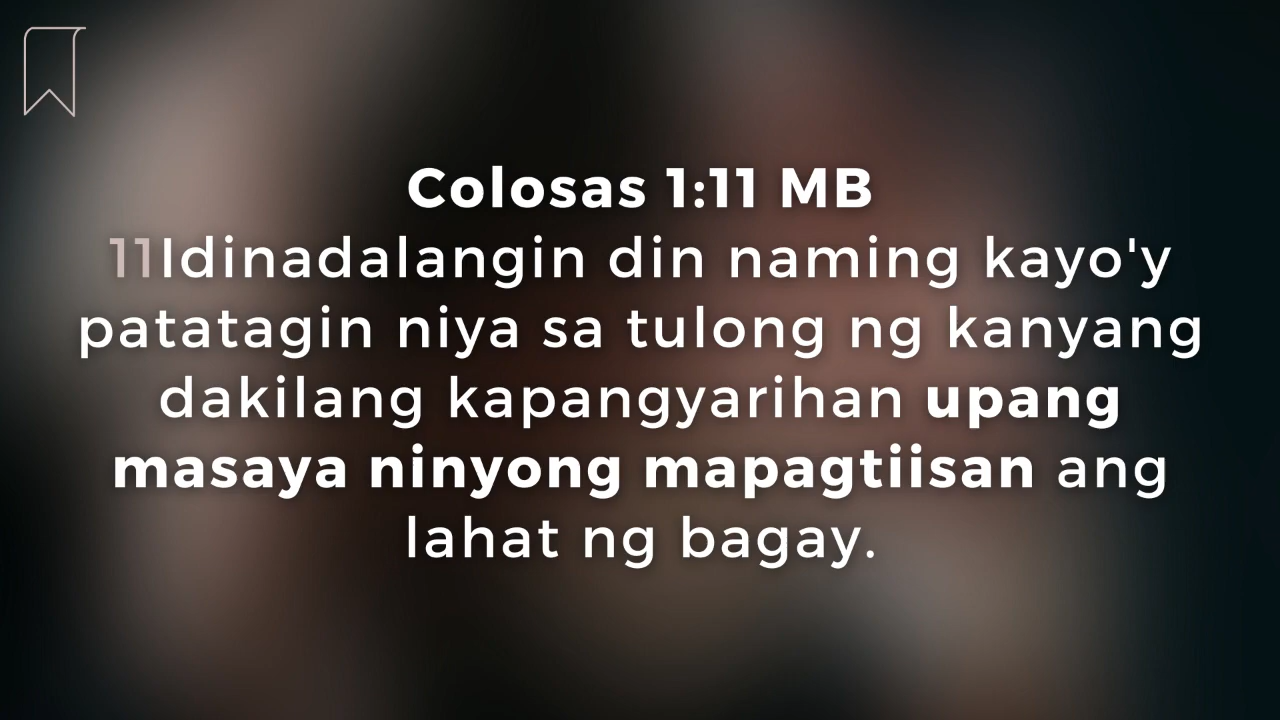 Colosas 1:11 MB
11Idinadalangin din naming kayo'y
patatagin niya sa tulong ng kanyang
dakilang kapangyarihan upang
masaya ninyong mapagtiisan ang
lahat ng bagay.